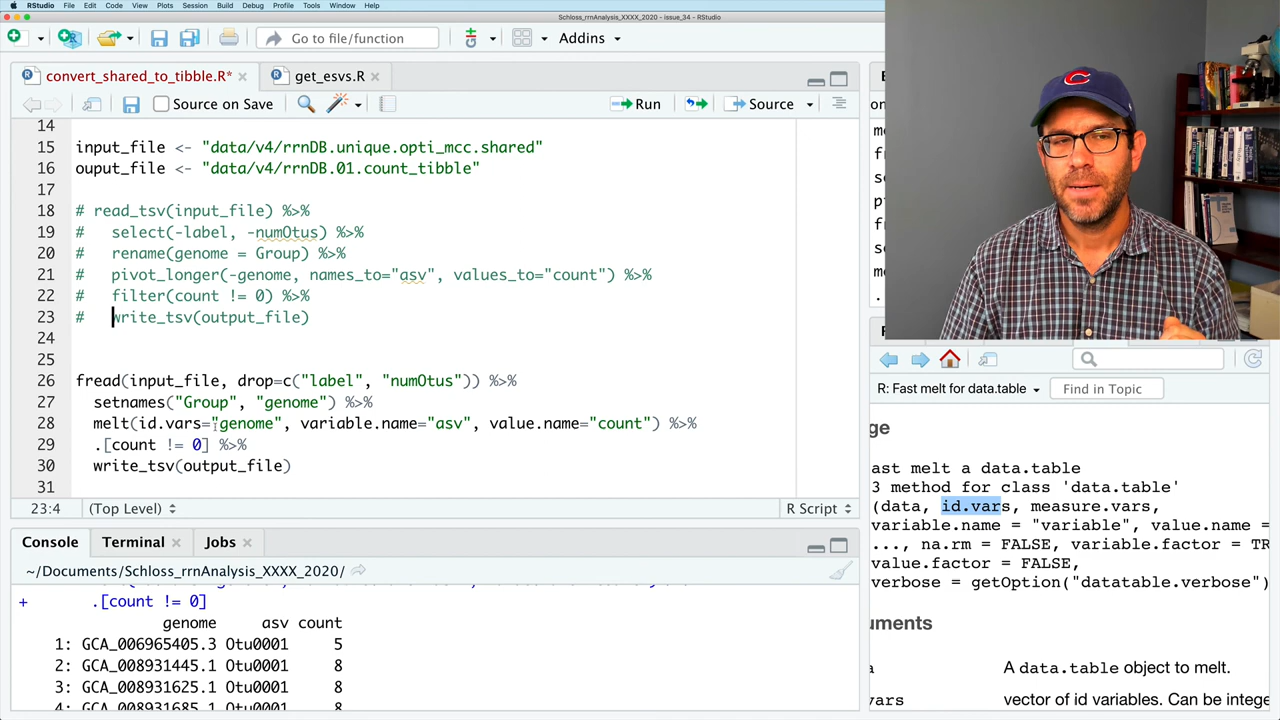 RStudio File Edit Code View Plots Session Build Debug Profile Tools Window Help
Schloss_rrnAnalysis_XXXX_2020 - issue_34 - RStudio
Go to file/function Addins
convert_shared_to_tibble.R* get_esvs.R
Source on Save Run Source
14
15 input_file <- "data/v4/rrnDB.unique.opti_mcc.shared"
16 ouput_file <- "data/v4/rrnDB.01.count_tibble"
17
18 # read_tsv(input_file) %>%
19 #   select(-label, -numOtus) %>%
20 #   rename(genome = Group) %>%
21 #   pivot_longer(-genome, names_to="asv", values_to="count") %>%
22 #   filter(count != 0) %>%
23 #   write_tsv(output_file)
24
25
26 fread(input_file, drop=c("label", "numOtus")) %>%
27   setnames("Group", "genome") %>%
28   melt(id.vars="genome", variable.name="asv", value.name="count") %>%
29   .[count != 0] %>%
30   write_tsv(output_file)
31
23:4 (Top Level) R Script
Console Terminal Jobs
~/Documents/Schloss_rrnAnalysis_XXXX_2020/
+ .[count != 0]
genome asv count
1: GCA_006965405.3 Otu0001 5
2: GCA_008931445.1 Otu0001 8
3: GCA_008931625.1 Otu0001 8
4: GCA_008931685.1 Otu0001 8
E
on
me
fr
se
pi
fr
se
me
.
C
R: Fast melt for data.table Find in Topic
ge
ast melt a data.table
3 method for class 'data.table'
(data, id.vars, measure.vars,
variable.name = "variable", value.name =
..., na.rm = FALSE, variable.factor = TR
value.factor = FALSE,
verbose = getOption("datatable.verbose")
uments
a A data.table object to melt.
vars vector of id variables. Can be intege